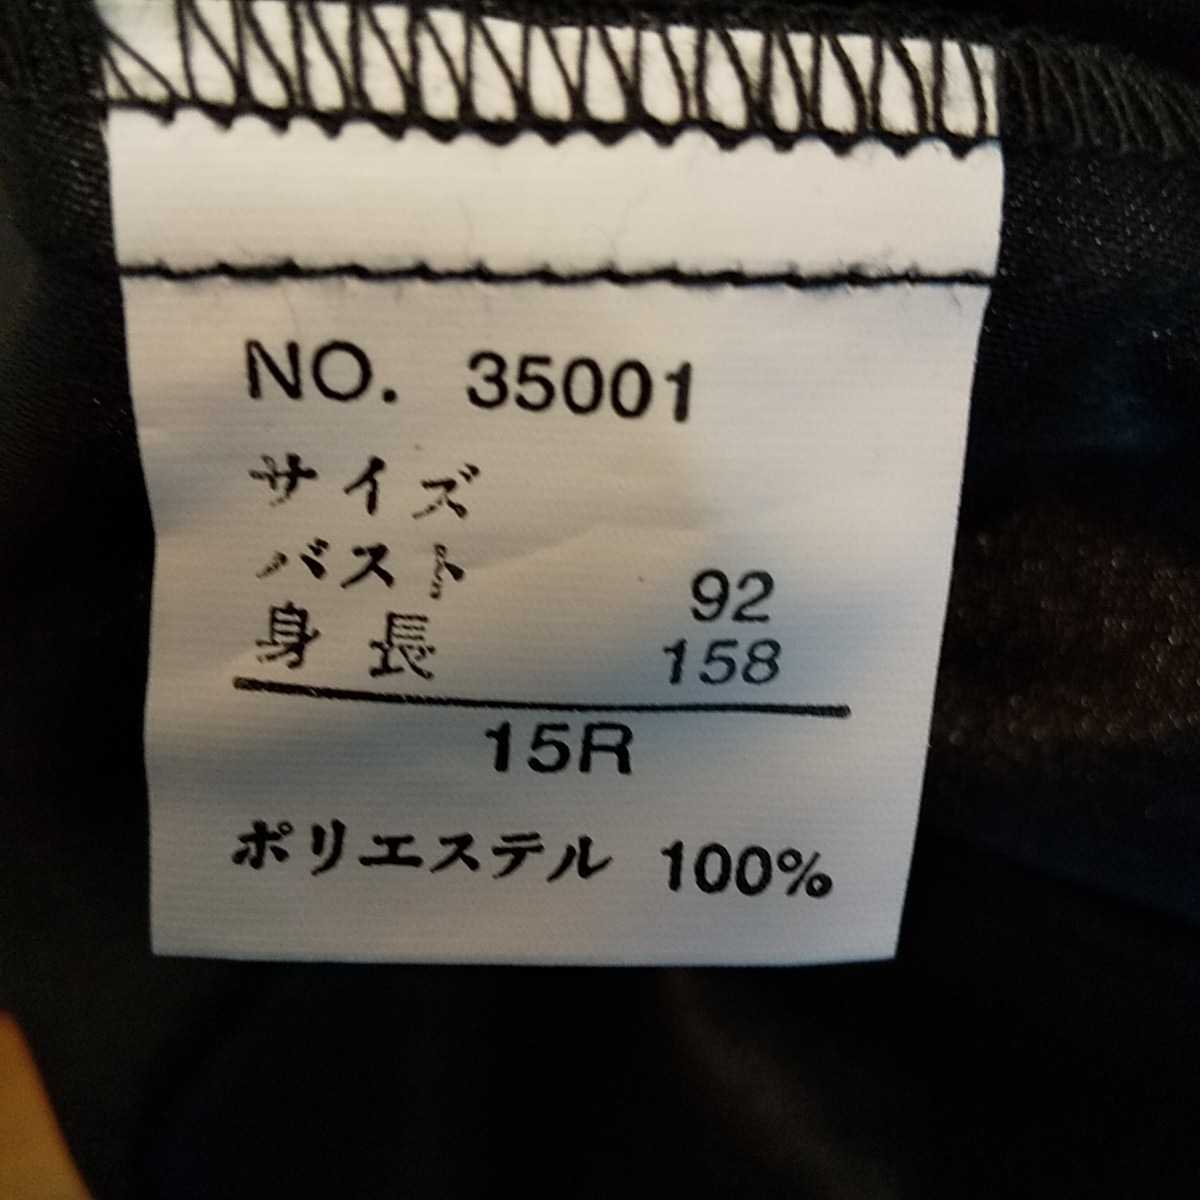 NO. 35001
サイズ
バスト 92
身長 158
15R
ポリエステル 100%